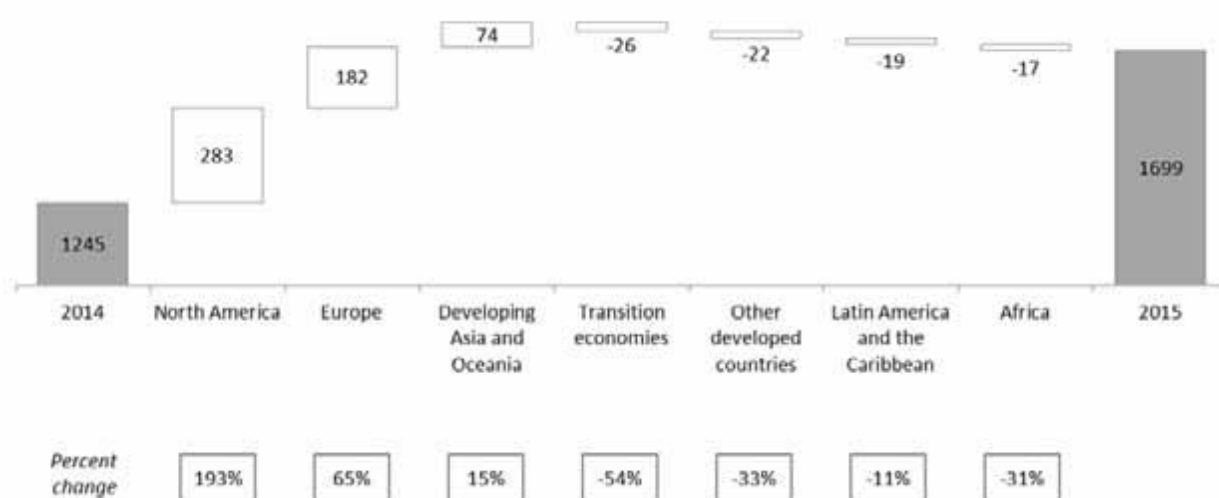 74
-26
-22
-19
-17
182
283
1699
1245
2014
North America
Europe
Developing
Asia and
Oceania
Transition
economies
Other
developed
countries
Latin America
and the
Caribbean
Africa
2015
Percent
change
193%
65%
15%
-54%
-33%
-11%
-31%